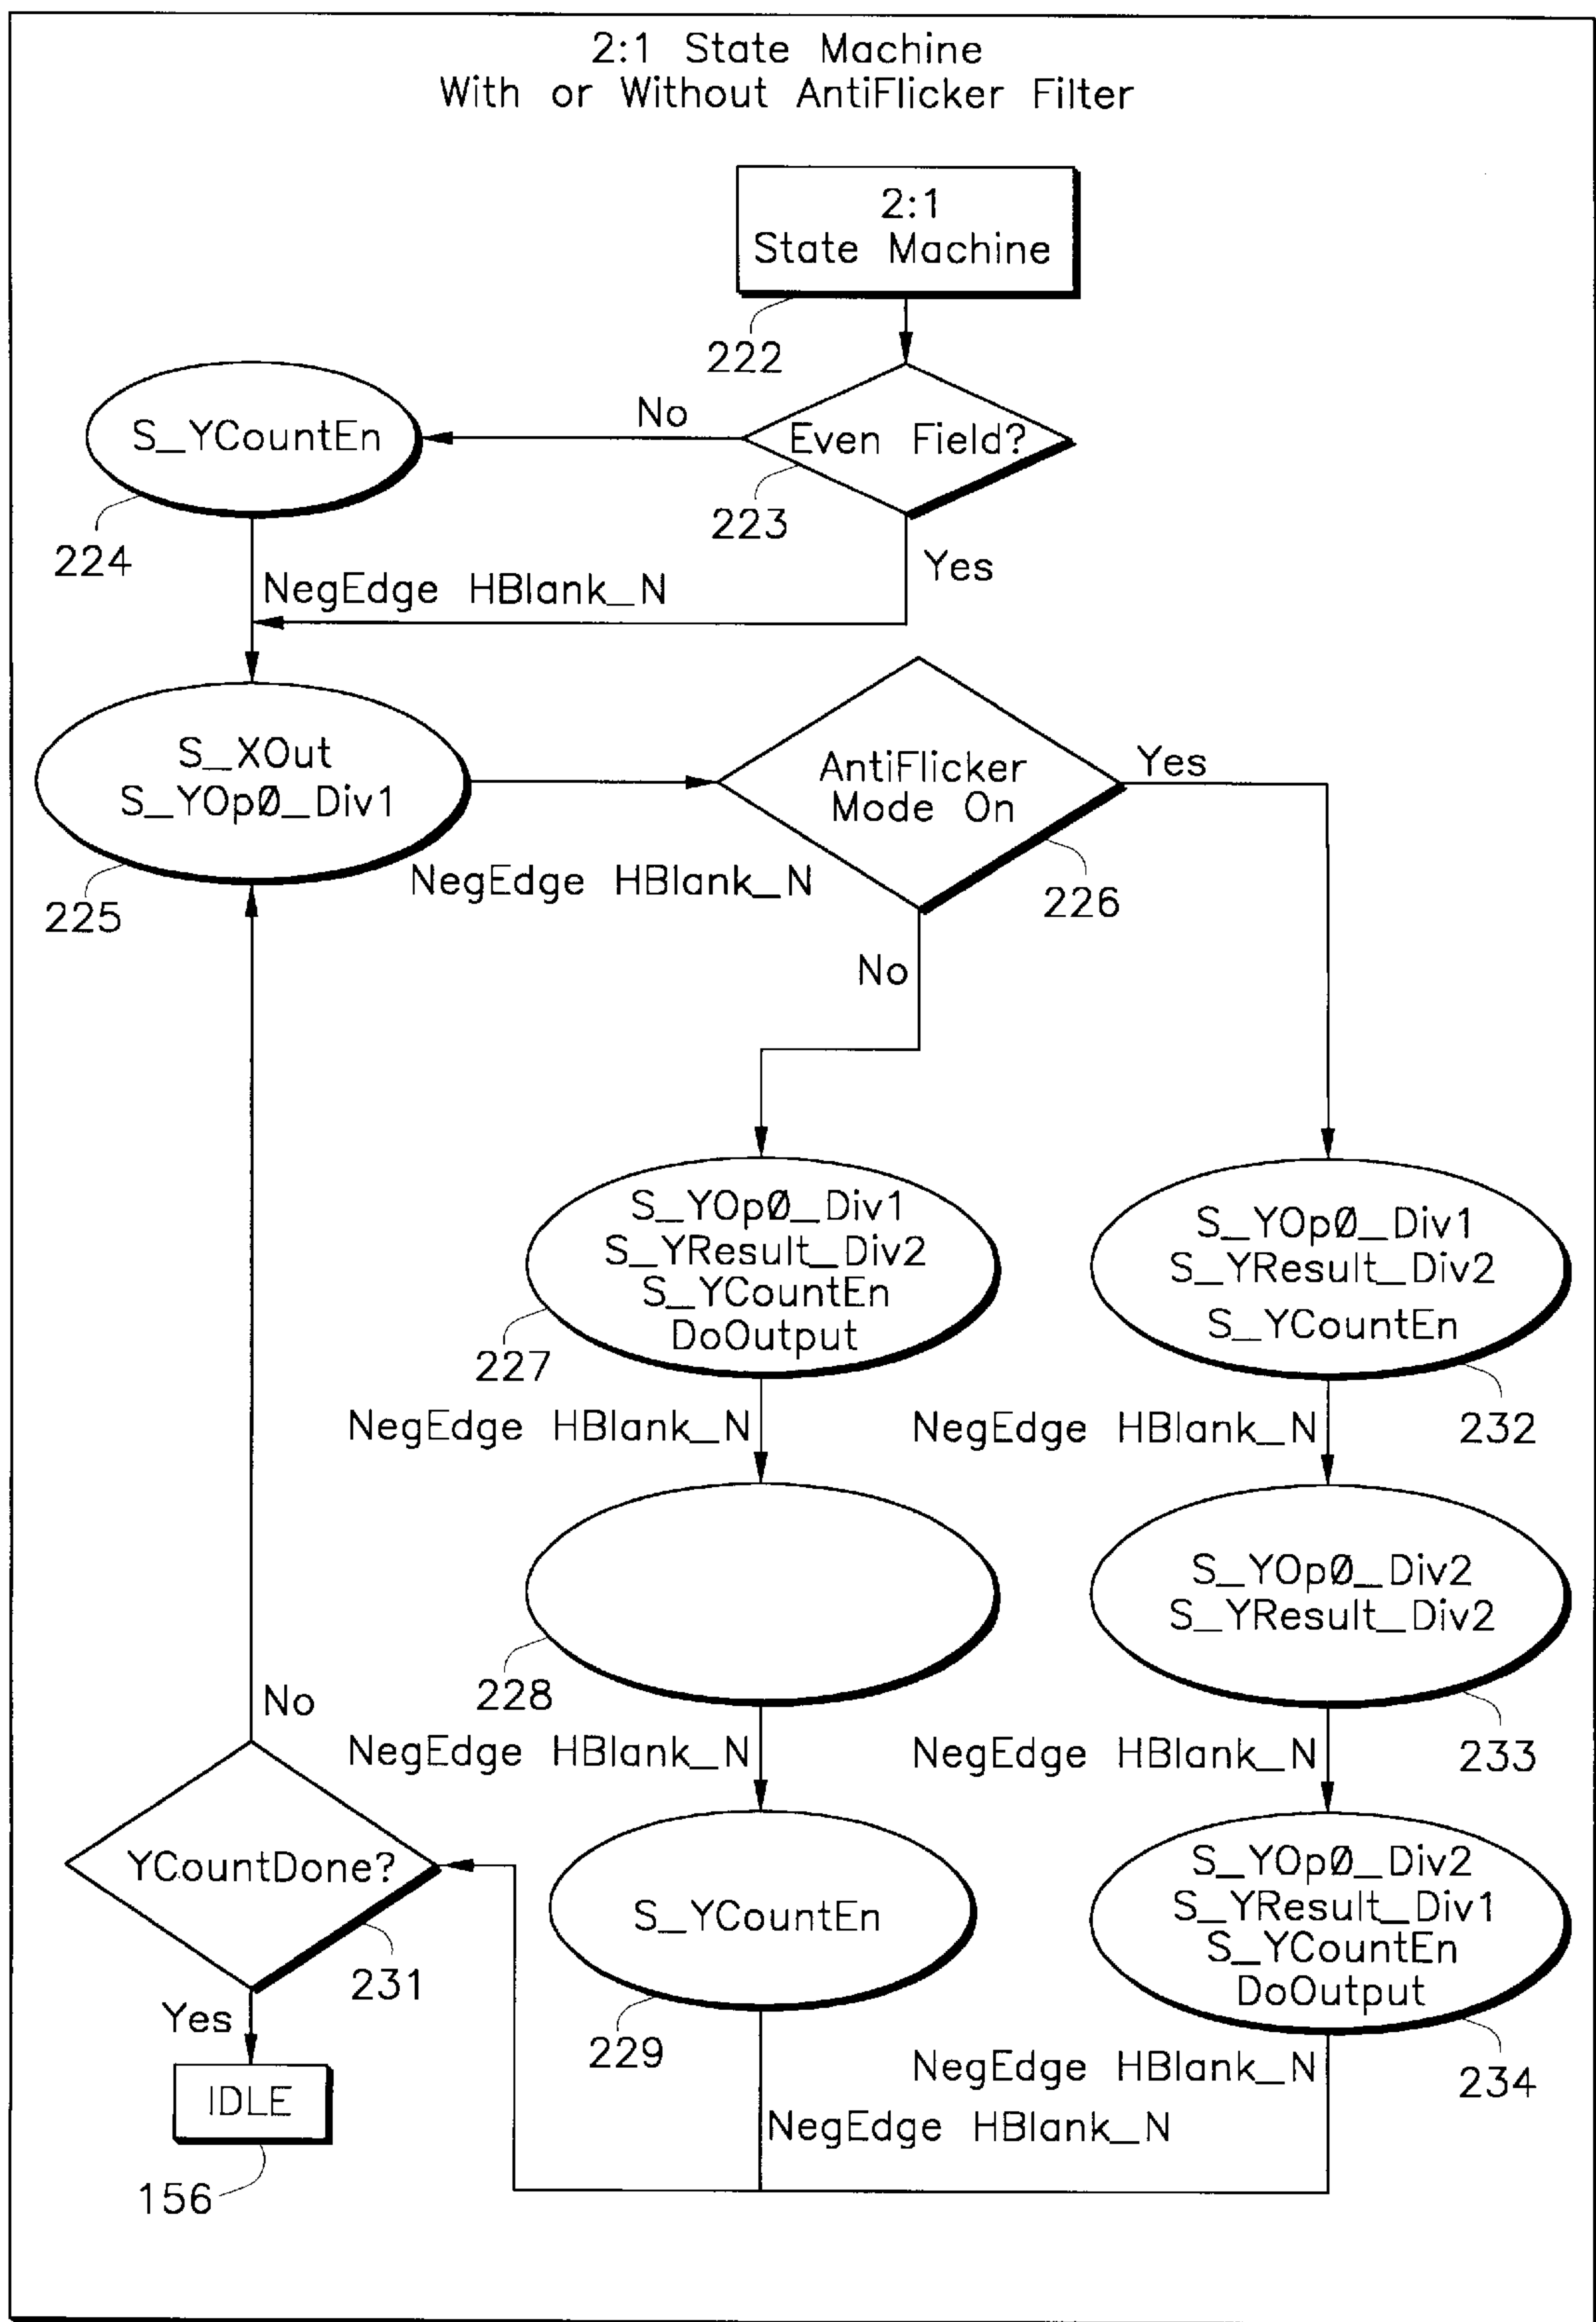 2:1 State Machine
With or Without AntiFlicker Filter
2:1
State Machine
222
Even Field?
223
No
Yes
S_YCountEn
224
NegEdge HBlank_N
S_XOut
S_YOpØ_Div1
225
NegEdge HBlank_N
AntiFlicker
Mode On
226
Yes
No
S_YOpØ_Div1
S_YResult_Div2
S_YCountEn
DoOutput
227
NegEdge HBlank_N
228
NegEdge HBlank_N
S_YCountEn
229
NegEdge HBlank_N
S_YOpØ_Div1
S_YResult_Div2
S_YCountEn
232
NegEdge HBlank_N
S_YOpØ_Div2
S_YResult_Div2
233
NegEdge HBlank_N
S_YOpØ_Div2
S_YResult_Div1
S_YCountEn
DoOutput
234
NegEdge HBlank_N
YCountDone?
231
No
Yes
IDLE
156